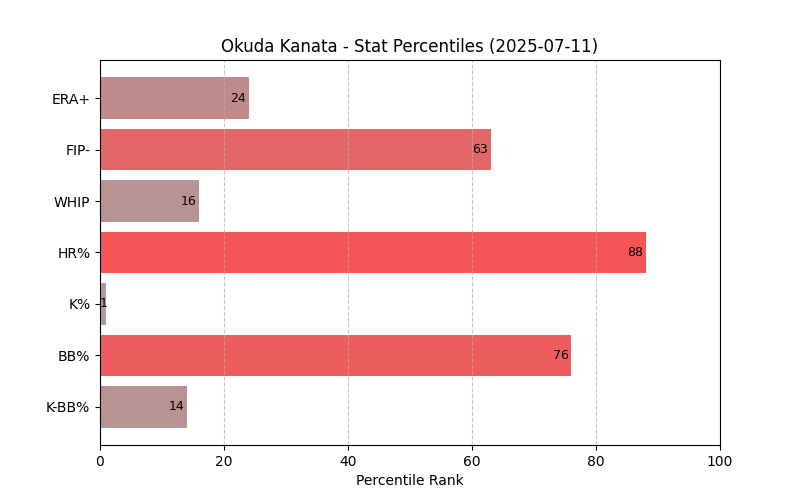 Okuda Kanata - Stat Percentiles (2025-07-11)
ERA+ 24
FIP- 63
WHIP 16
HR% 88
K% 1
BB% 76
K-BB% 14
0 20 40 60 80 100
Percentile Rank